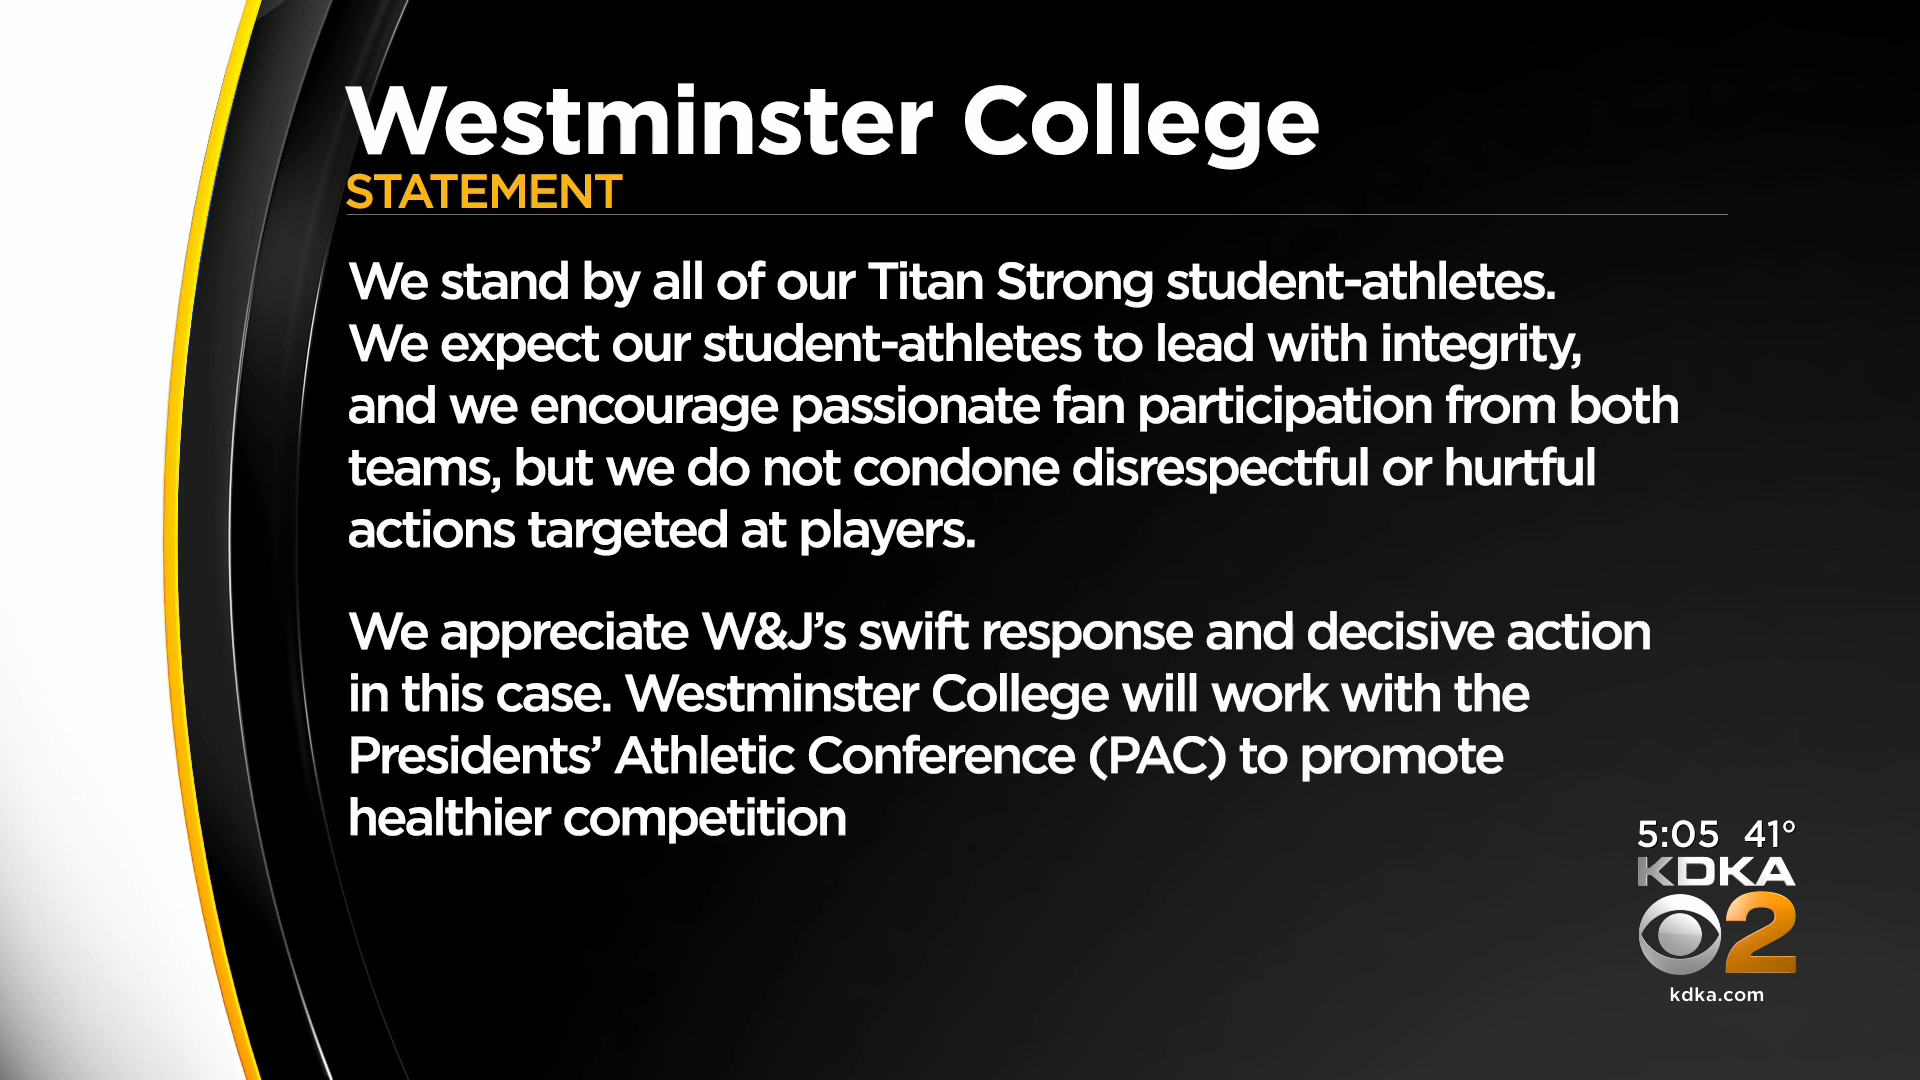 Westminster College
STATEMENT
We stand by all of our Titan Strong student-athletes.
We expect our student-athletes to lead with integrity,
and we encourage passionate fan participation from both
teams, but we do not condone disrespectful or hurtful
actions targeted at players.
We appreciate W&J’s swift response and decisive action
in this case. Westminster College will work with the
Presidents’ Athletic Conference (PAC) to promote
healthier competition
5:05 41°
KDKA
2
kdka.com